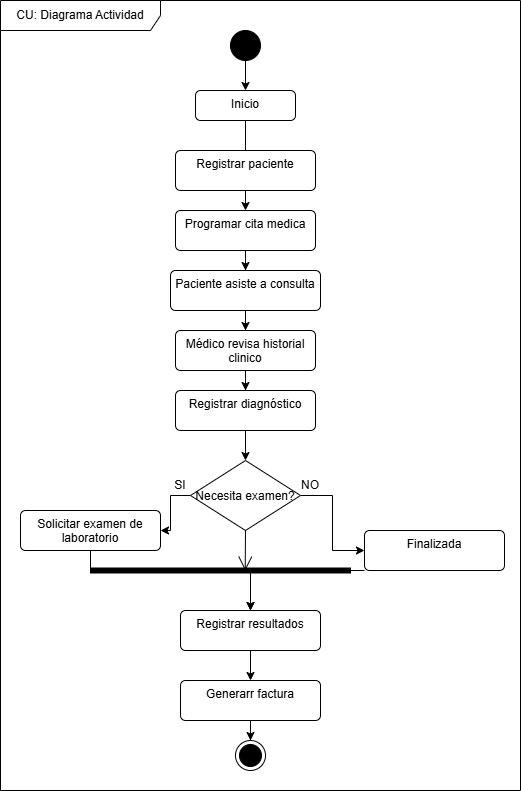 CU: Diagrama Actividad
Inicio
Registrar paciente
Programar cita medica
Paciente asiste a consulta
Médico revisa historial
clinico
Registrar diagnóstico
SI
Necesita examen?
NO
Solicitar examen de
laboratorio
Finalizada
Registrar resultados
Generarr factura